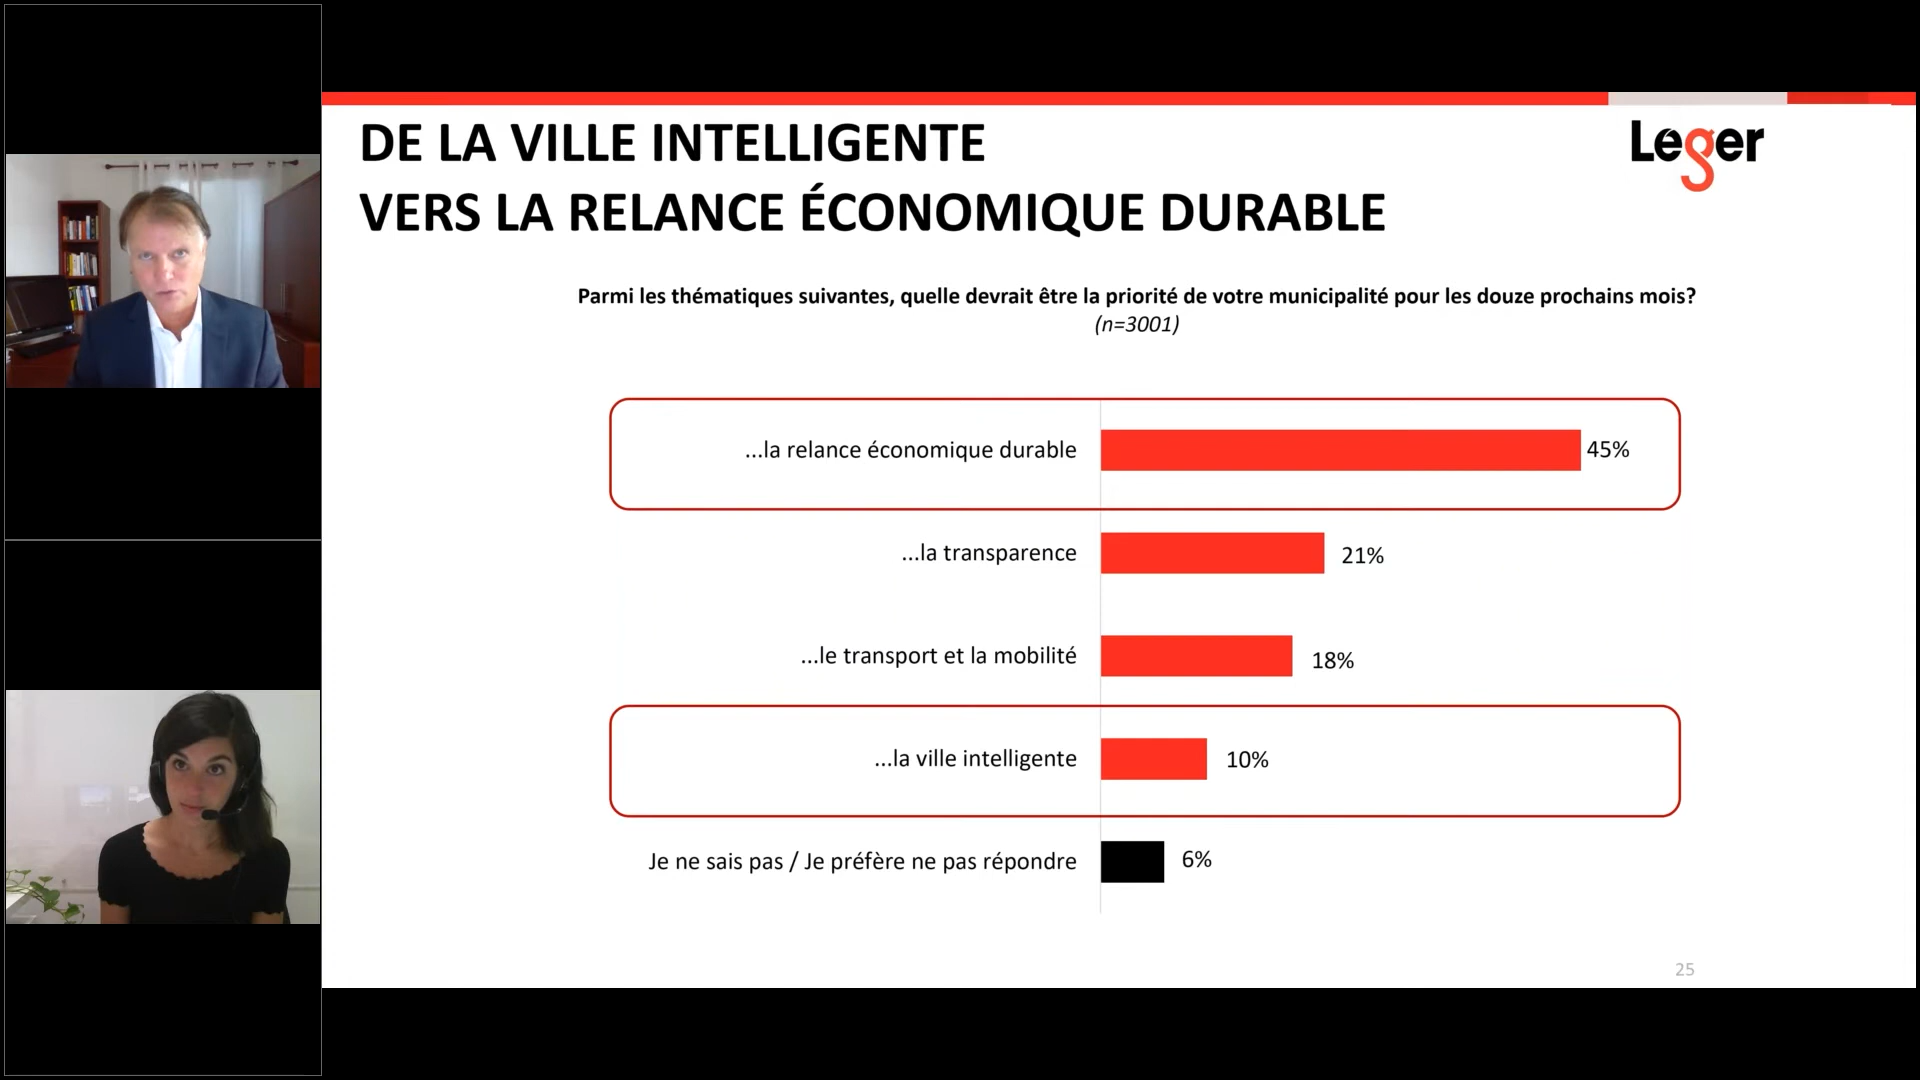 DE LA VILLE INTELLIGENTE
VERS LA RELANCE ÉCONOMIQUE DURABLE
Leger
Parmi les thématiques suivantes, quelle devrait être la priorité de votre municipalité pour les douze prochains mois?
(n=3001)
...la relance économique durable 45%
...la transparence 21%
...le transport et la mobilité 18%
...la ville intelligente 10%
Je ne sais pas / Je préfère ne pas répondre 6%
25